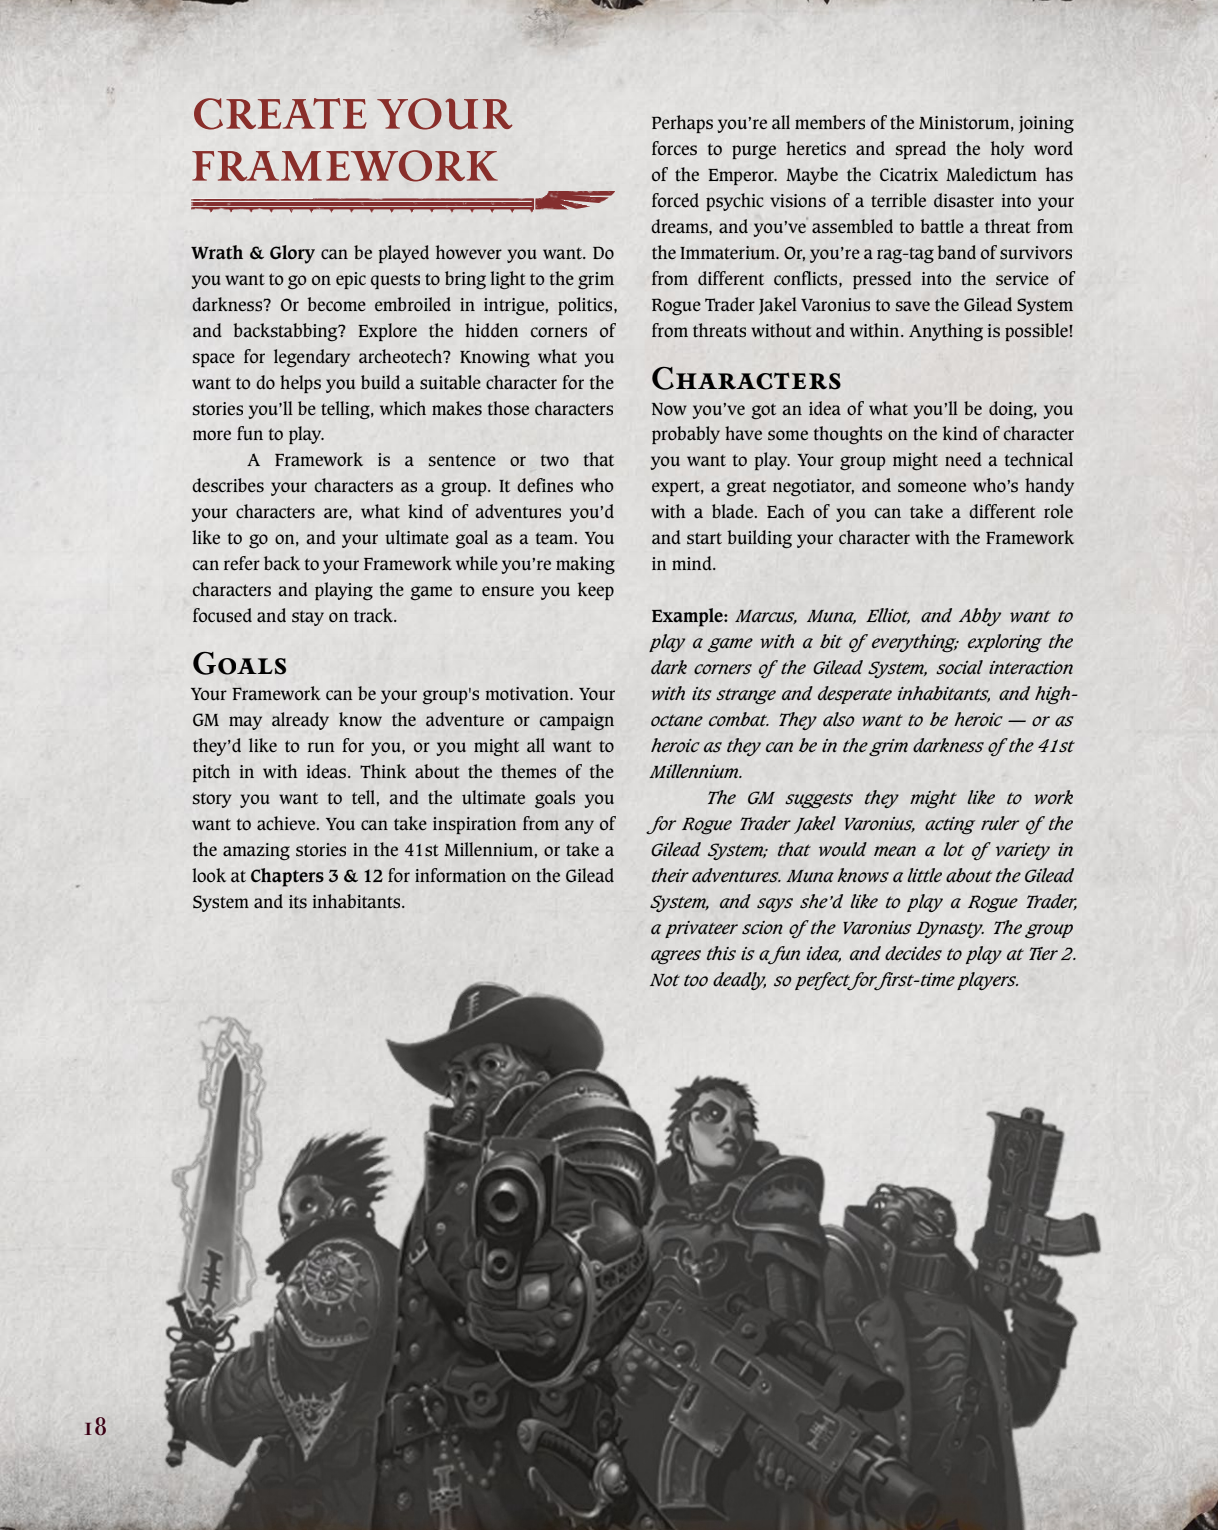 CREATE YOUR
FRAMEWORK
Wrath & Glory can be played however you want. Do
you want to go on epic quests to bring light to the grim
darkness? Or become embroiled in intrigue, politics,
and backstabbing? Explore the hidden corners of
space for legendary archeotech? Knowing what you
want to do helps you build a suitable character for the
stories you’ll be telling, which makes those characters
more fun to play.
A Framework is a sentence or two that
describes your characters as a group. It defines who
your characters are, what kind of adventures you’d
like to go on, and your ultimate goal as a team. You
can refer back to your Framework while you’re making
characters and playing the game to ensure you keep
focused and stay on track.
Goals
Your Framework can be your group's motivation. Your
GM may already know the adventure or campaign
they’d like to run for you, or you might all want to
pitch in with ideas. Think about the themes of the
story you want to tell, and the ultimate goals you
want to achieve. You can take inspiration from any of
the amazing stories in the 41st Millennium, or take a
look at Chapters 3 & 12 for information on the Gilead
System and its inhabitants.
Perhaps you’re all members of the Ministorum, joining
forces to purge heretics and spread the holy word
of the Emperor. Maybe the Cicatrix Maledictum has
forced psychic visions of a terrible disaster into your
dreams, and you’ve assembled to battle a threat from
the Immaterium. Or, you’re a rag-tag band of survivors
from different conflicts, pressed into the service of
Rogue Trader Jakel Varonius to save the Gilead System
from threats without and within. Anything is possible!
Characters
Now you’ve got an idea of what you’ll be doing, you
probably have some thoughts on the kind of character
you want to play. Your group might need a technical
expert, a great negotiator, and someone who’s handy
with a blade. Each of you can take a different role
and start building your character with the Framework
in mind.
Example: Marcus, Muna, Elliot, and Abby want to
play a game with a bit of everything; exploring the
dark corners of the Gilead System, social interaction
with its strange and desperate inhabitants, and high-
octane combat. They also want to be heroic — or as
heroic as they can be in the grim darkness of the 41st
Millennium.
The GM suggests they might like to work
for Rogue Trader Jakel Varonius, acting ruler of the
Gilead System; that would mean a lot of variety in
their adventures. Muna knows a little about the Gilead
System, and says she’d like to play a Rogue Trader,
a privateer scion of the Varonius Dynasty. The group
agrees this is a fun idea, and decides to play at Tier 2.
Not too deadly, so perfect for first-time players.
18